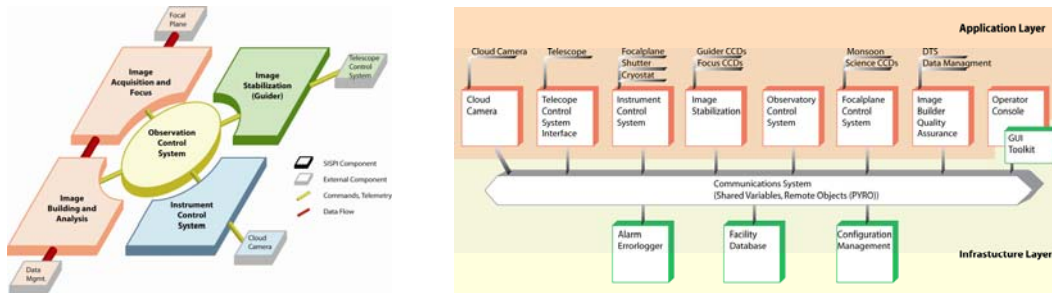 Focal
Plane
Image
Acquisition and
Focus
Image
Stabilization
(Guider)
Telescope
Control
System
Observation
Control
System
SISPI Component
External Component
Commands, Telemetry
Data Flow
Image
Building and
Analysis
Instrument
Control
System
Cloud
Camera
Data
Mgmt.
Application Layer
Cloud Camera
Telescope
Focalplane
Shutter
Cryostat
Guider CCDs
Focus CCDs
Monsoon
Science CCDs
DTS
Data Managment
Cloud
Camera
Telecope
Control
System
Interface
Instrument
Control
System
Image
Stabilization
Observatory
Control
System
Focalplane
Control
System
Image
Builder
Quality
Assurance
Operator
Console
GUI
Toolkit
Communications System
(Shared Variables, Remote Objects (PYRO))
Alarm
Errorlogger
Facility
Database
Configuration
Management
Infrastucture Layer